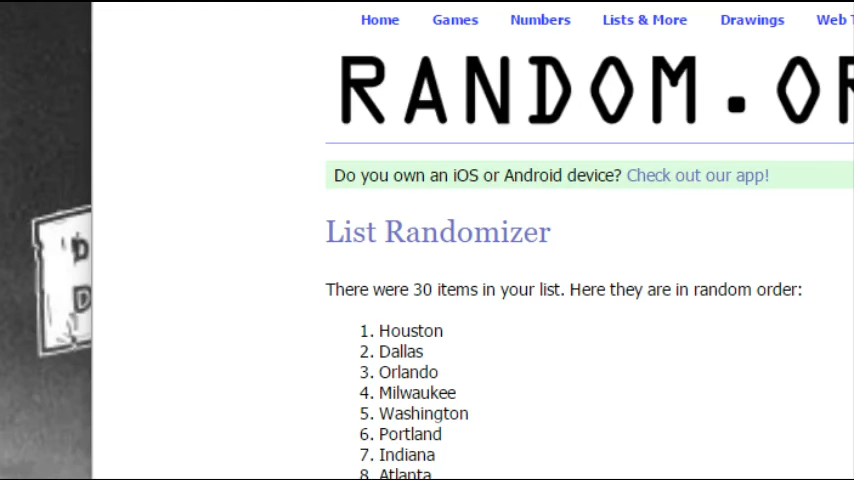 Home Games Numbers Lists & More Drawings Web
RANDOM.O
Do you own an iOS or Android device? Check out our app!
List Randomizer
There were 30 items in your list. Here they are in random order:
1. Houston
2. Dallas
3. Orlando
4. Milwaukee
5. Washington
6. Portland
7. Indiana
8. Atlanta